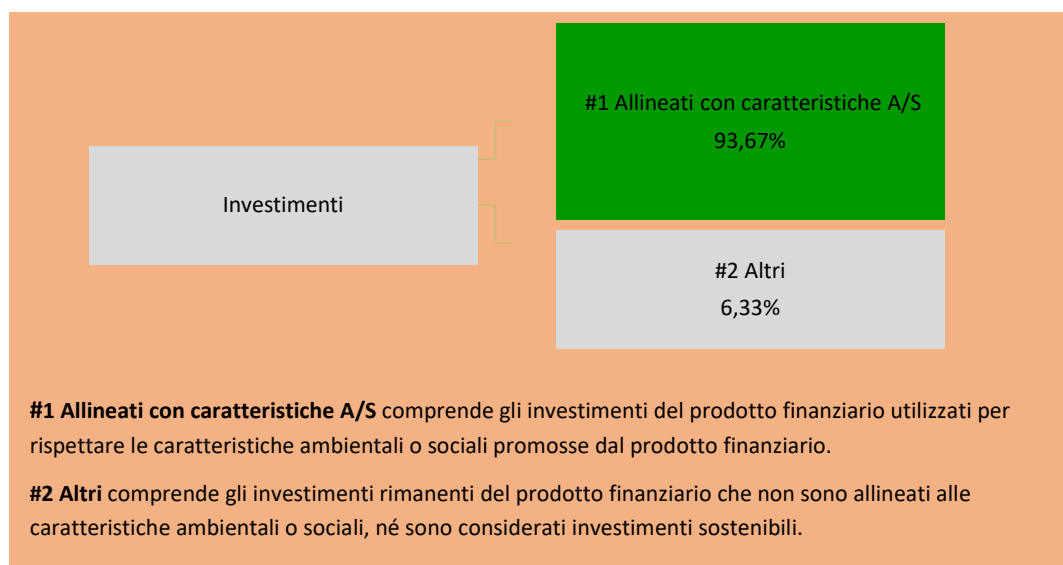 #1 Allineati con caratteristiche A/S
93,67%
Investimenti
#2 Altri
6,33%
#1 Allineati con caratteristiche A/S comprende gli investimenti del prodotto finanziario utilizzati per
rispettare le caratteristiche ambientali o sociali promosse dal prodotto finanziario.
#2 Altri comprende gli investimenti rimanenti del prodotto finanziario che non sono allineati alle
caratteristiche ambientali o sociali, né sono considerati investimenti sostenibili.